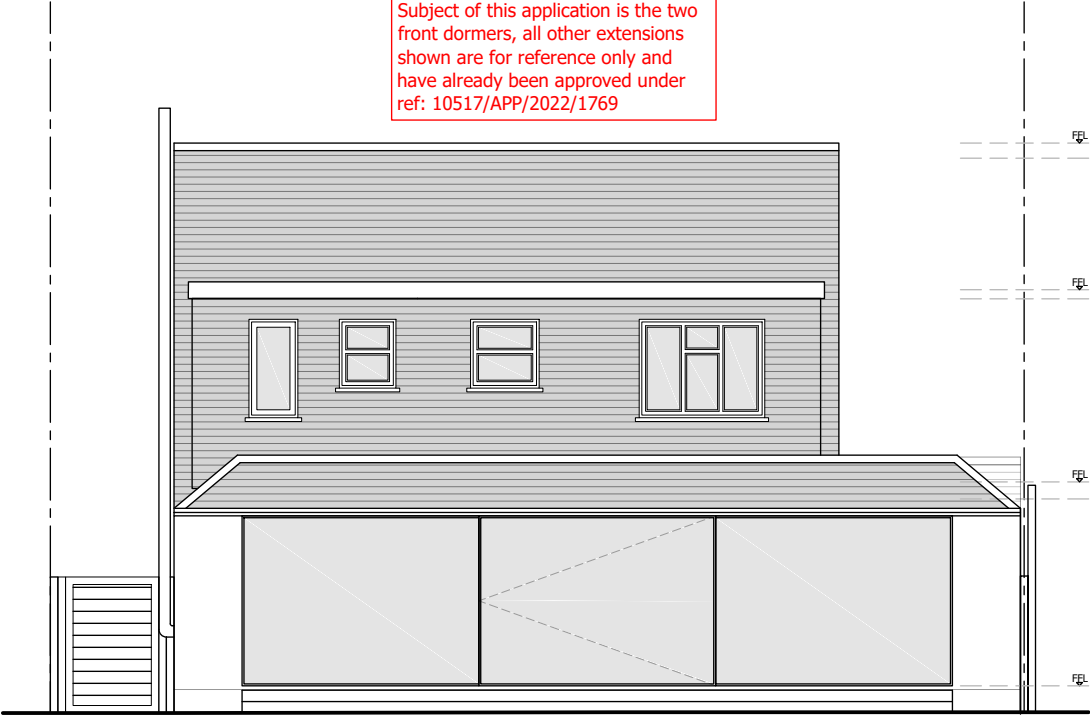 Subject of this application is the two
front dormers, all other extensions
shown are for reference only and
have already been approved under
ref: 10517/APP/2022/1769
FFL
FFL
FFL
FFL